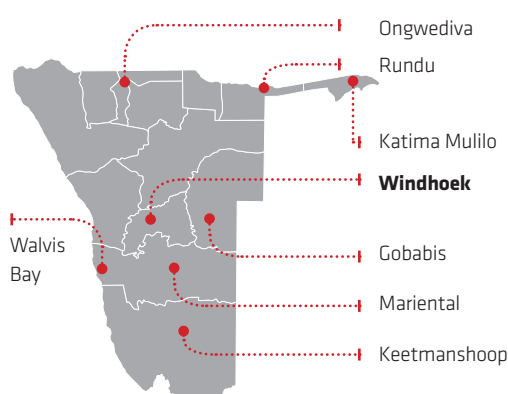 Ongwediva
Rundu
Katima Mulilo
Windhoek
Walvis
Bay
Gobabis
Mariental
Keetmanshoop